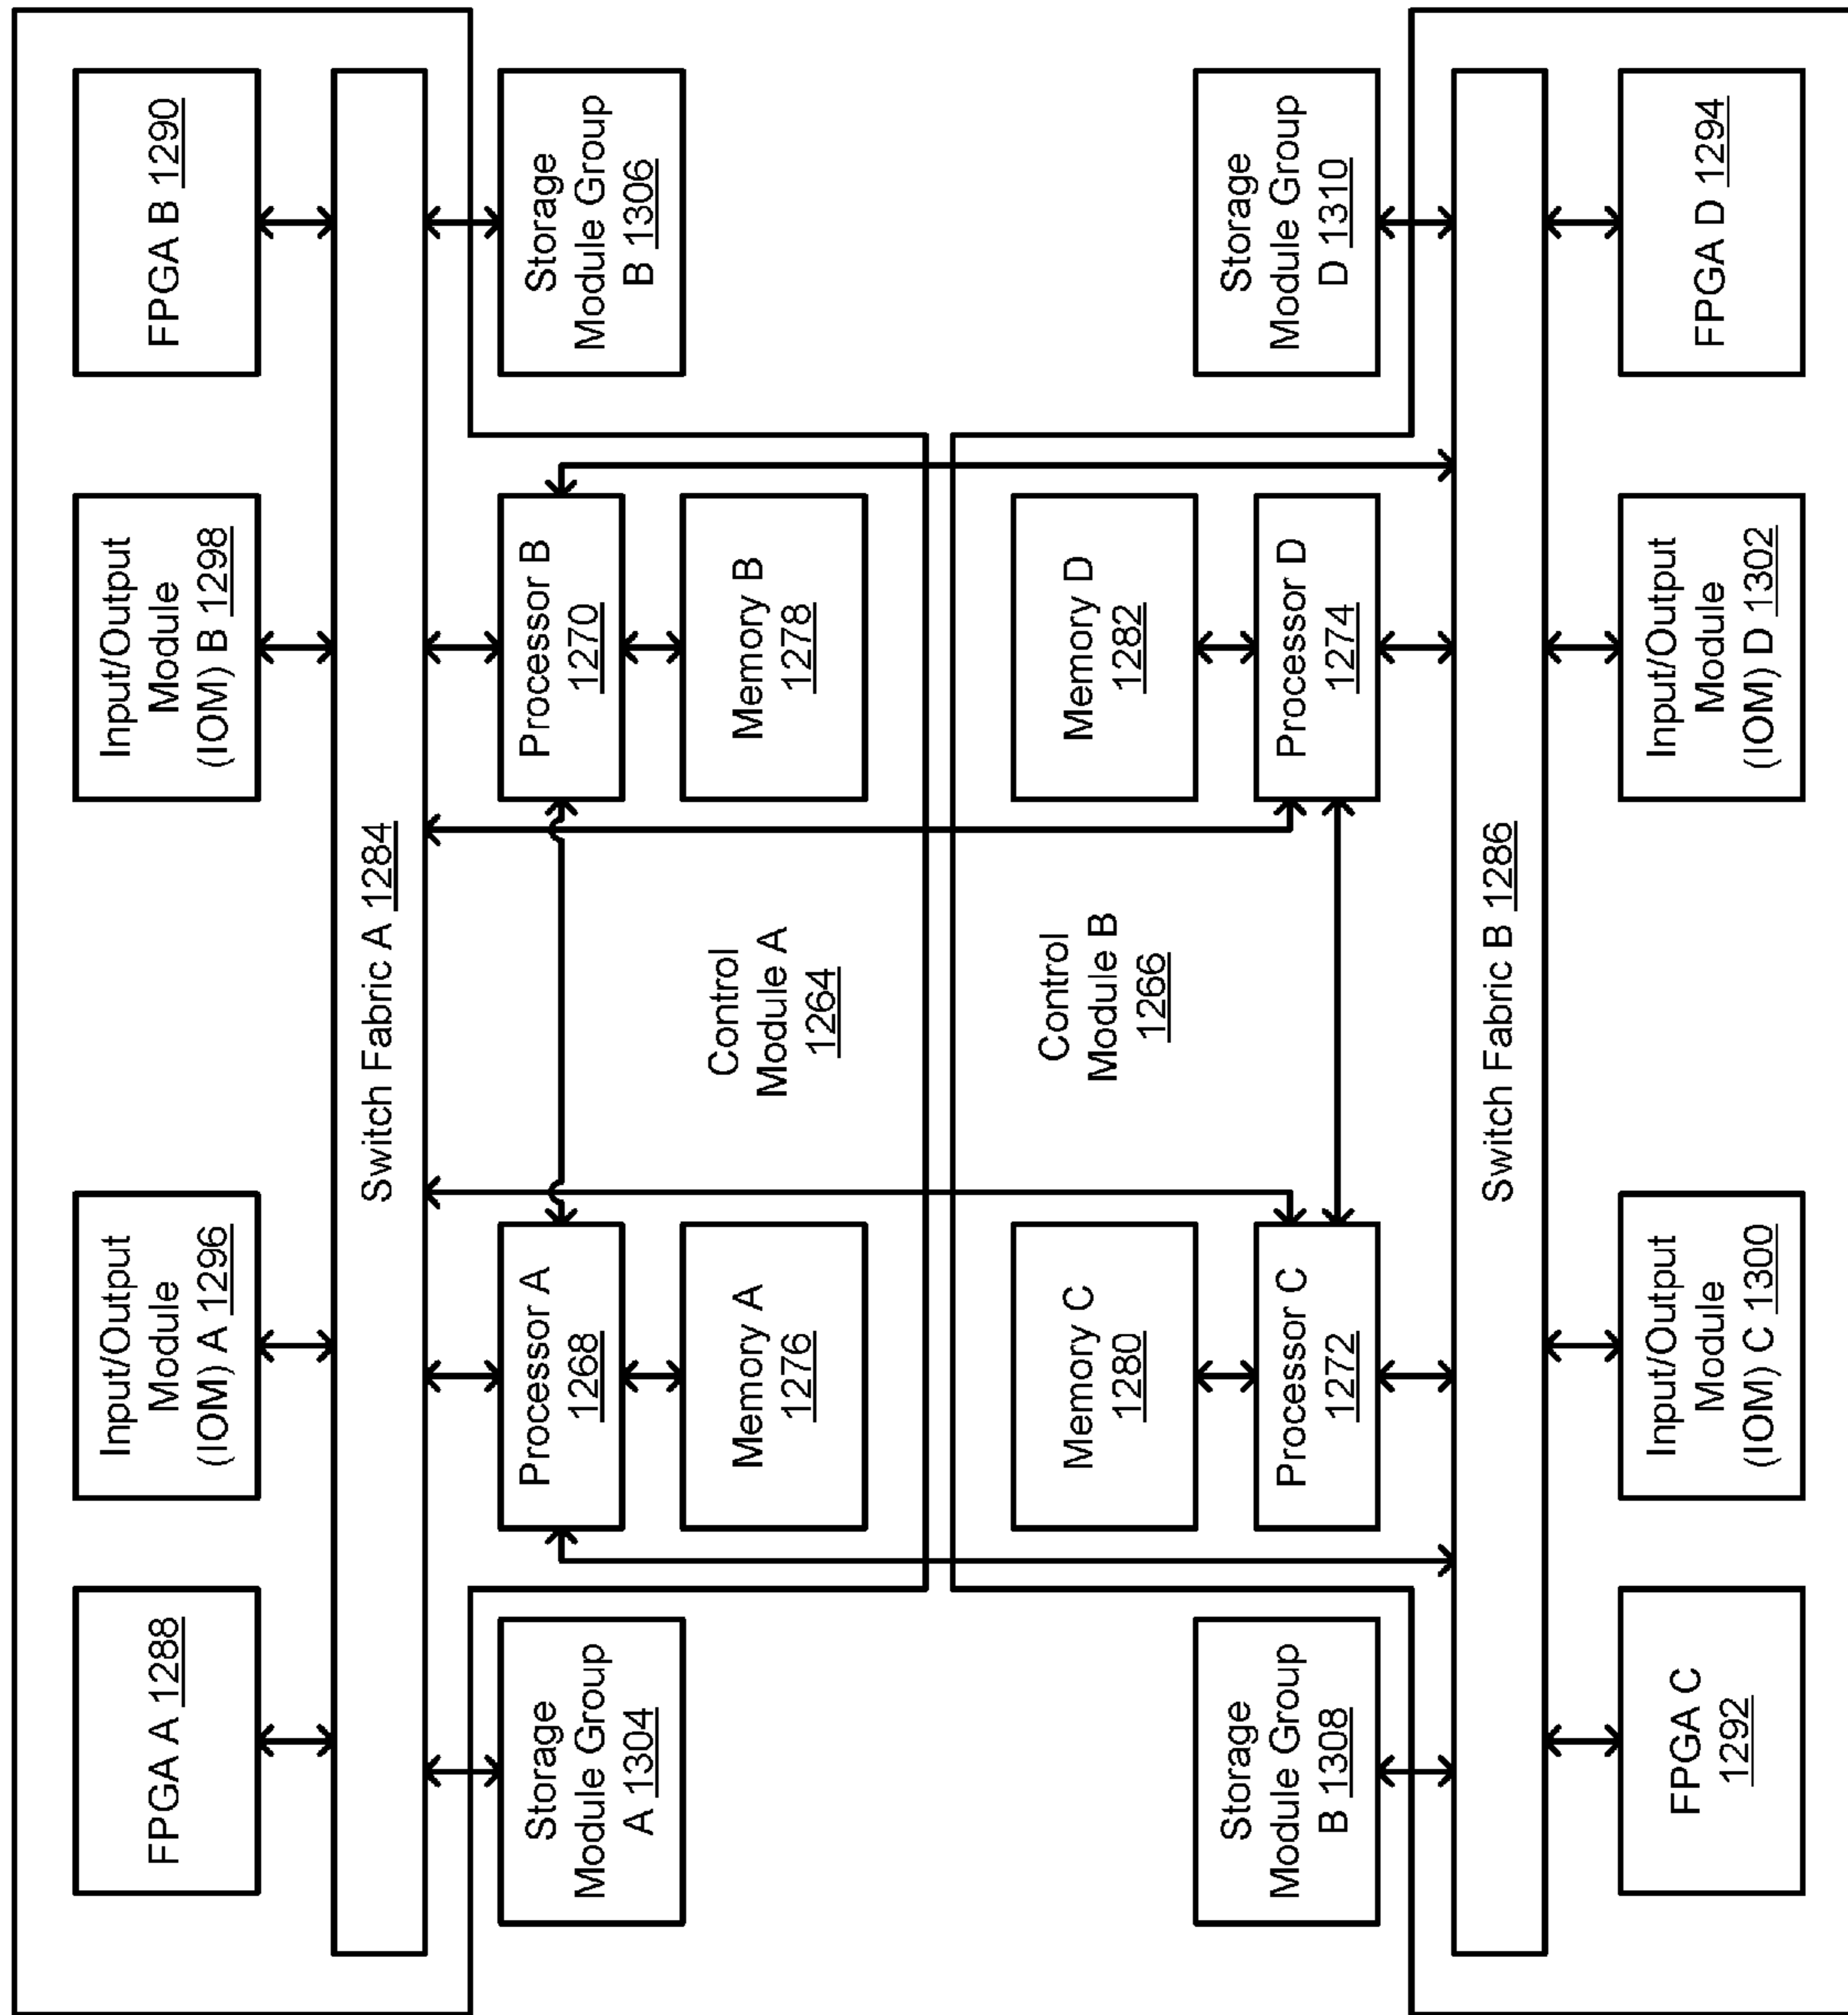 FPGA A 1288
Input/Output
Module
(IOM) A 1296
Input/Output
Module
(IOM) B 1298
FPGA B 1290
Switch Fabric A 1284
Storage
Module Group
A 1304
Processor A
1268
Processor B
1270
Storage
Module Group
B 1306
Memory A
1276
Control
Module A
1264
Memory B
1278
Memory C
1280
Control
Module B
1266
Memory D
1282
Storage
Module Group
B 1308
Processor C
1272
Processor D
1274
Storage
Module Group
D 1310
Switch Fabric B 1286
FPGA C
1292
Input/Output
Module
(IOM) C 1300
Input/Output
Module
(IOM) D 1302
FPGA D 1294